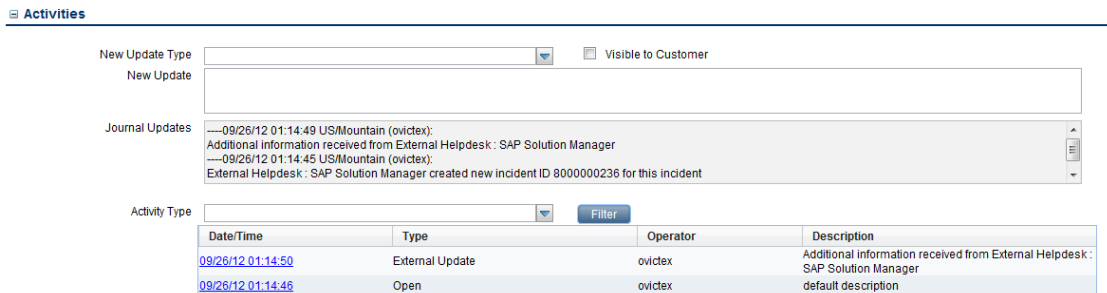 Activities
New Update Type
Visible to Customer
New Update
Journal Updates
----09/26/12 01:14:49 US/Mountain (ovictex):
Additional information received from External Helpdesk : SAP Solution Manager
----09/26/12 01:14:45 US/Mountain (ovictex):
External Helpdesk : SAP Solution Manager created new incident ID 8000000236 for this incident
Activity Type
Filter
Date/Time Type Operator Description
09/26/12 01:14:50 External Update ovictex Additional information received from External Helpdesk :
SAP Solution Manager
09/26/12 01:14:46 Open ovictex default description